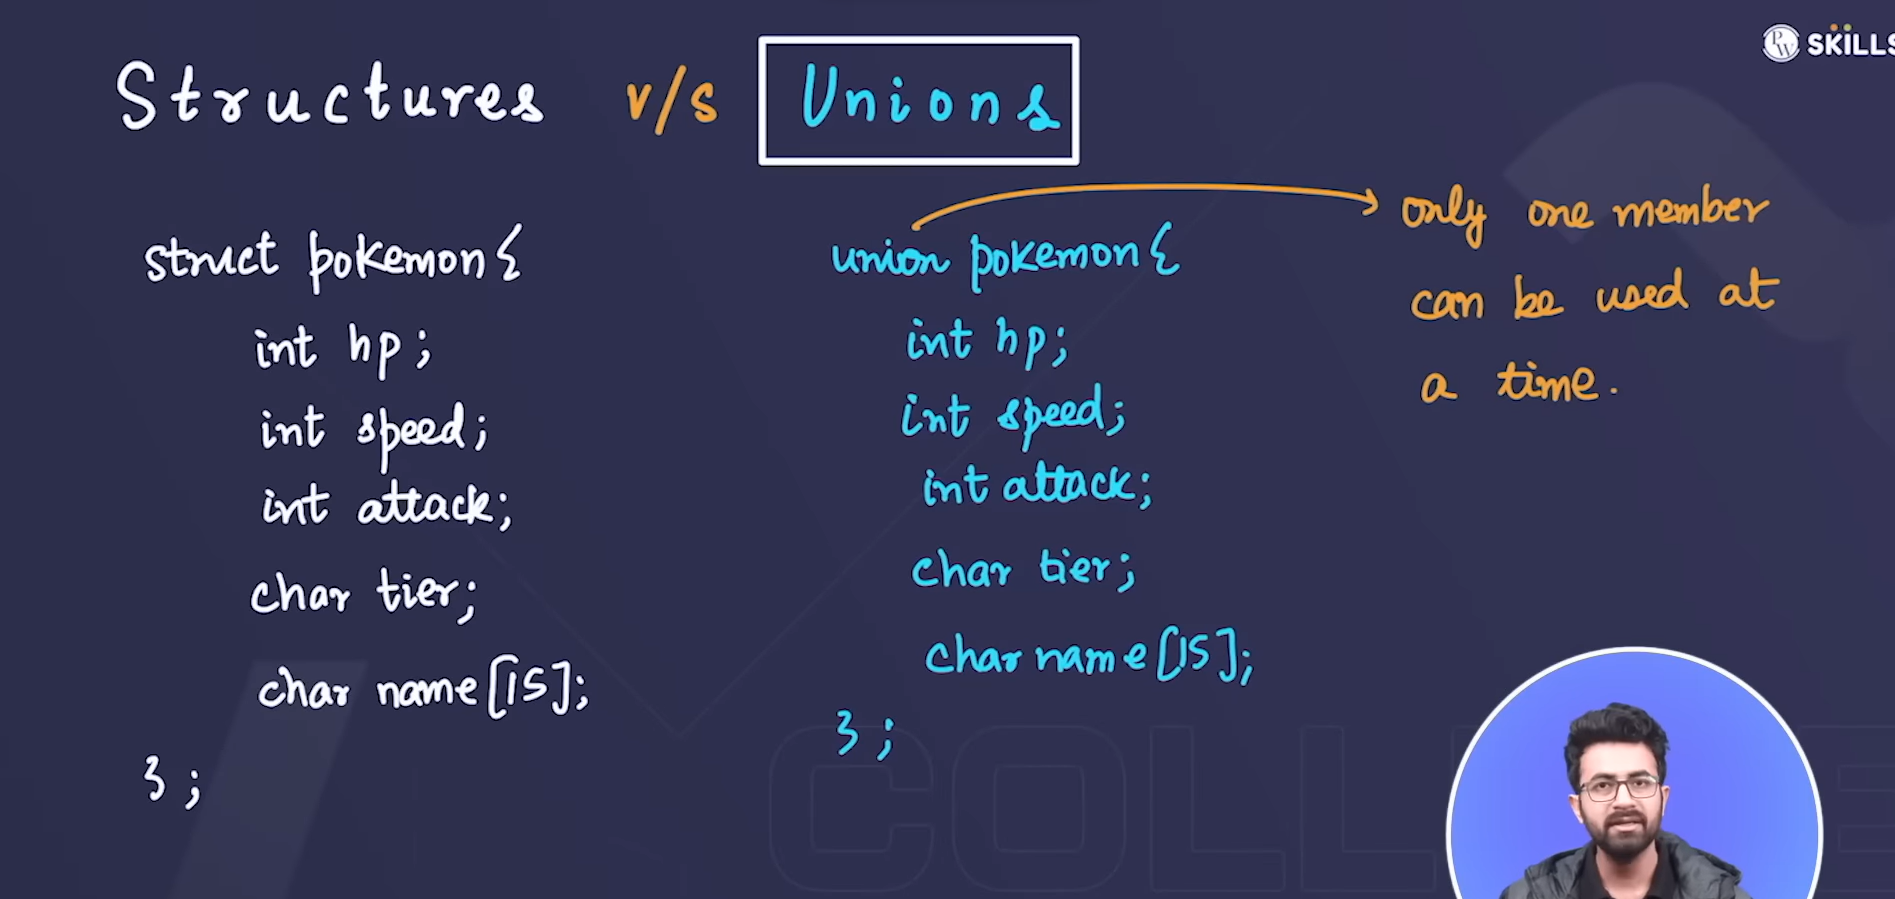 Structures v/s Unions
PW SKILLS
struct pokemon{
int hp;
int speed;
int attack;
char tier;
char name[15];
};
union pokemon{
int hp;
int speed;
int attack;
char tier;
char name[15];
};
only one member
can be used at
a time.
COLL